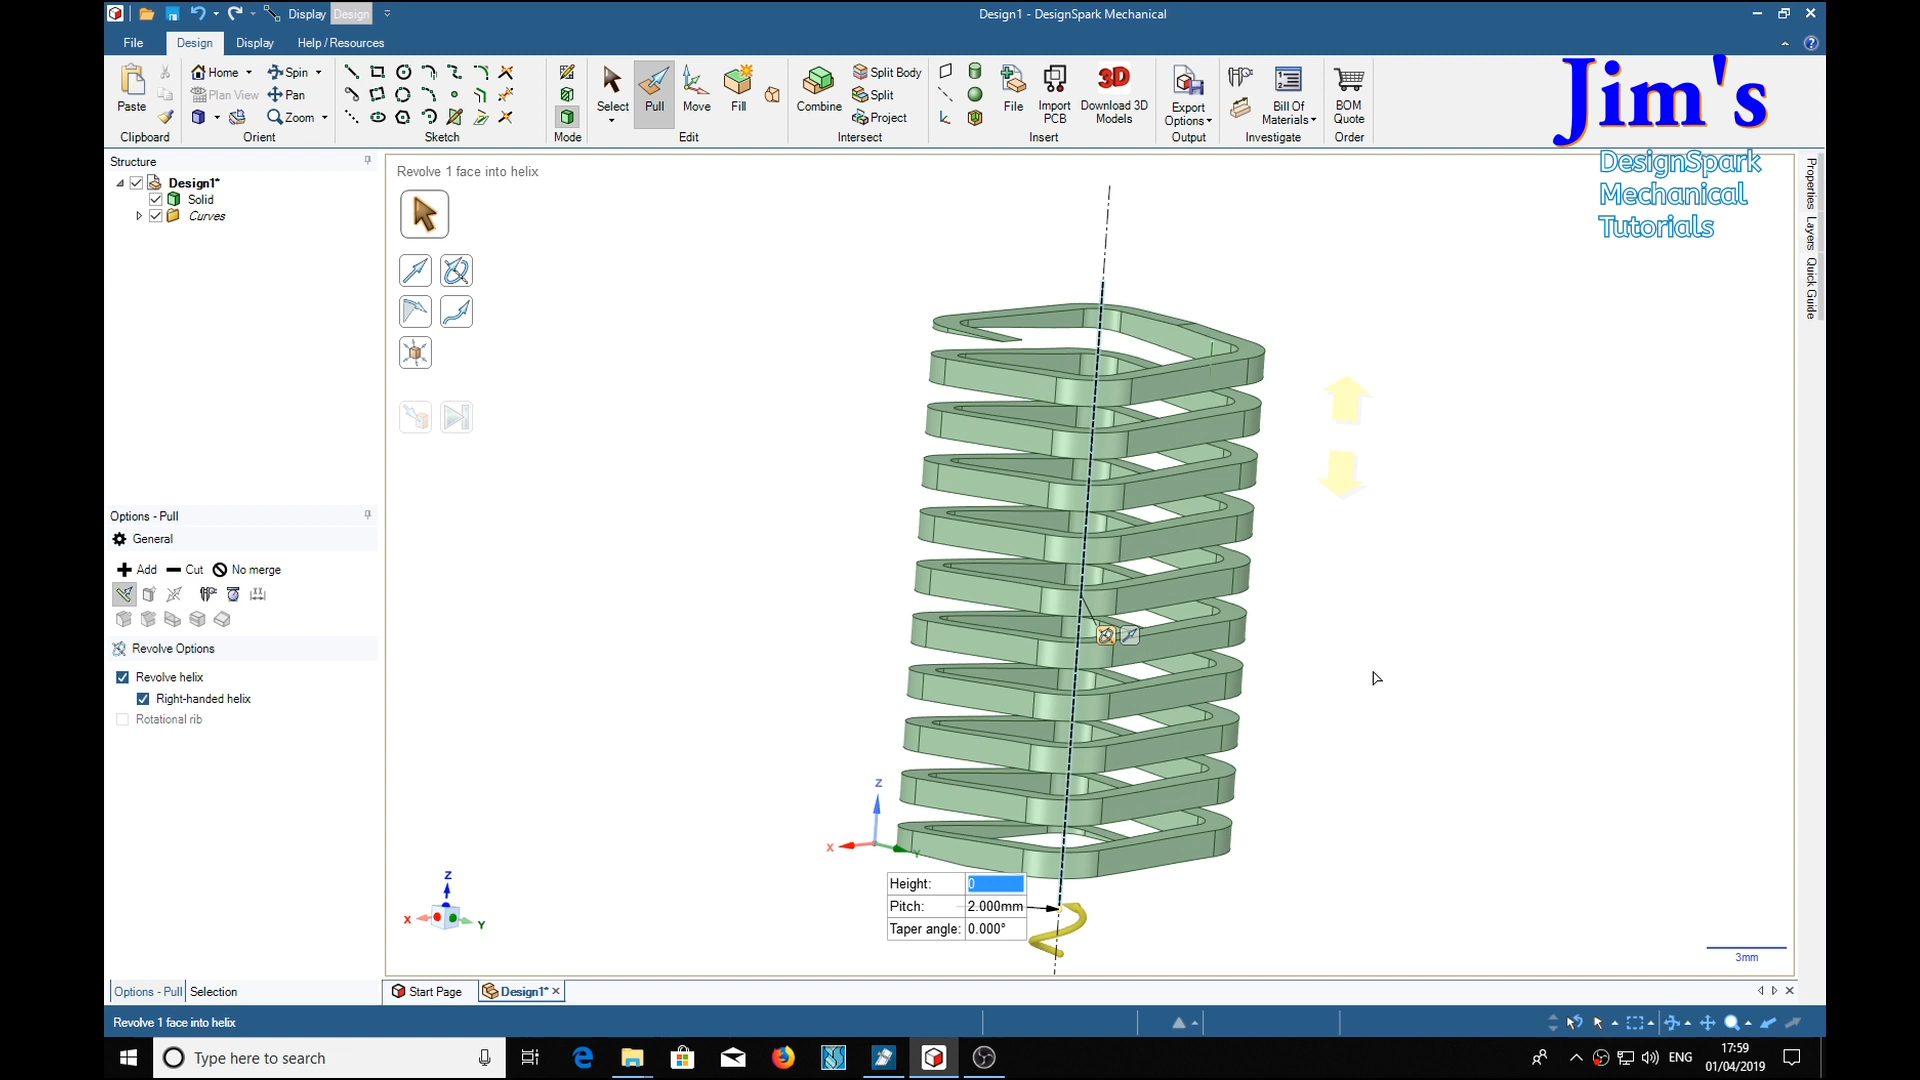 Display Design
Design1 - DesignSpark Mechanical
File Design Display Help / Resources
Paste
Clipboard
Home Spin
Plan View Pan
Zoom
Orient
Sketch
Mode
Select Pull Move Fill
Edit
Combine
Split Body
Split
Project
Intersect
File Import PCB 3D Download 3D Models
Insert
Export Options
Output
Bill Of Materials
Investigate
BOM Quote
Order
Jim's
DesignSpark
Mechanical
Tutorials
Structure
Design1*
Solid
Curves
Revolve 1 face into helix
Properties
Layers
Quick Guide
Options - Pull
General
Add Cut No merge
Revolve Options
Revolve helix
Right-handed helix
Rotational rib
Z
X
Y
Z
X
Y
Height: 0
Pitch: 2.000mm
Taper angle: 0.000°
3mm
Options - Pull Selection
Start Page Design1*
Revolve 1 face into helix
Type here to search
ENG
17:59
01/04/2019